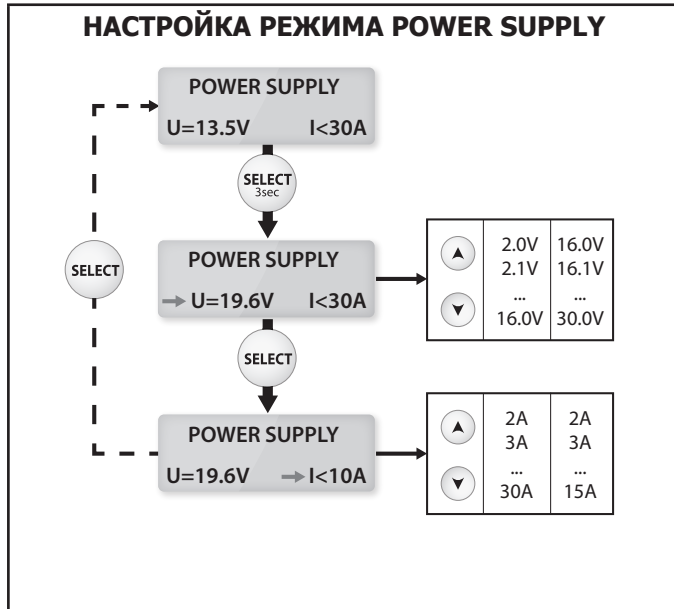 НАСТРОЙКА РЕЖИМА POWER SUPPLY
POWER SUPPLY
U=13.5V I<30A
SELECT
3sec
SELECT
POWER SUPPLY
U=19.6V I<30A
2.0V 16.0V
2.1V 16.1V
... ...
16.0V 30.0V
SELECT
POWER SUPPLY
U=19.6V I<10A
2A 2A
3A 3A
... ...
30A 15A